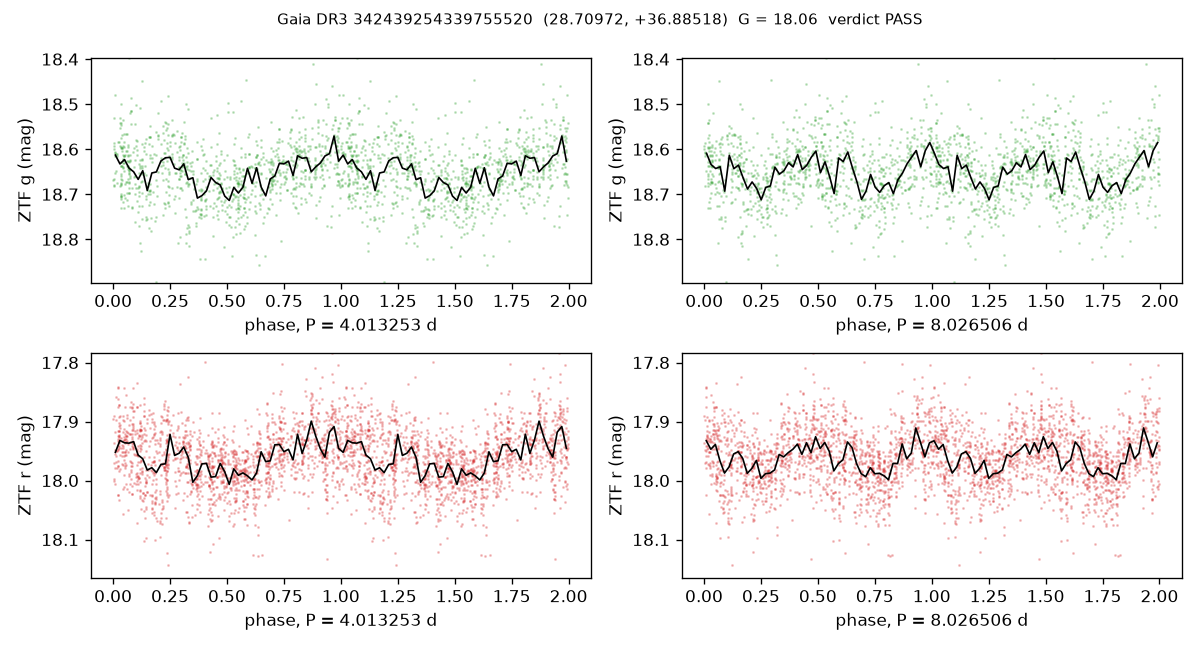 Gaia DR3 342439254339755520 (28.70972, +36.88518) G = 18.06 verdict PASS
ZTF g (mag)
18.4
18.5
18.6
18.7
18.8
0.00 0.25 0.50 0.75 1.00 1.25 1.50 1.75 2.00
phase, P = 4.013253 d
ZTF g (mag)
18.4
18.5
18.6
18.7
18.8
0.00 0.25 0.50 0.75 1.00 1.25 1.50 1.75 2.00
phase, P = 8.026506 d
ZTF r (mag)
17.8
17.9
18.0
18.1
0.00 0.25 0.50 0.75 1.00 1.25 1.50 1.75 2.00
phase, P = 4.013253 d
ZTF r (mag)
17.8
17.9
18.0
18.1
0.00 0.25 0.50 0.75 1.00 1.25 1.50 1.75 2.00
phase, P = 8.026506 d